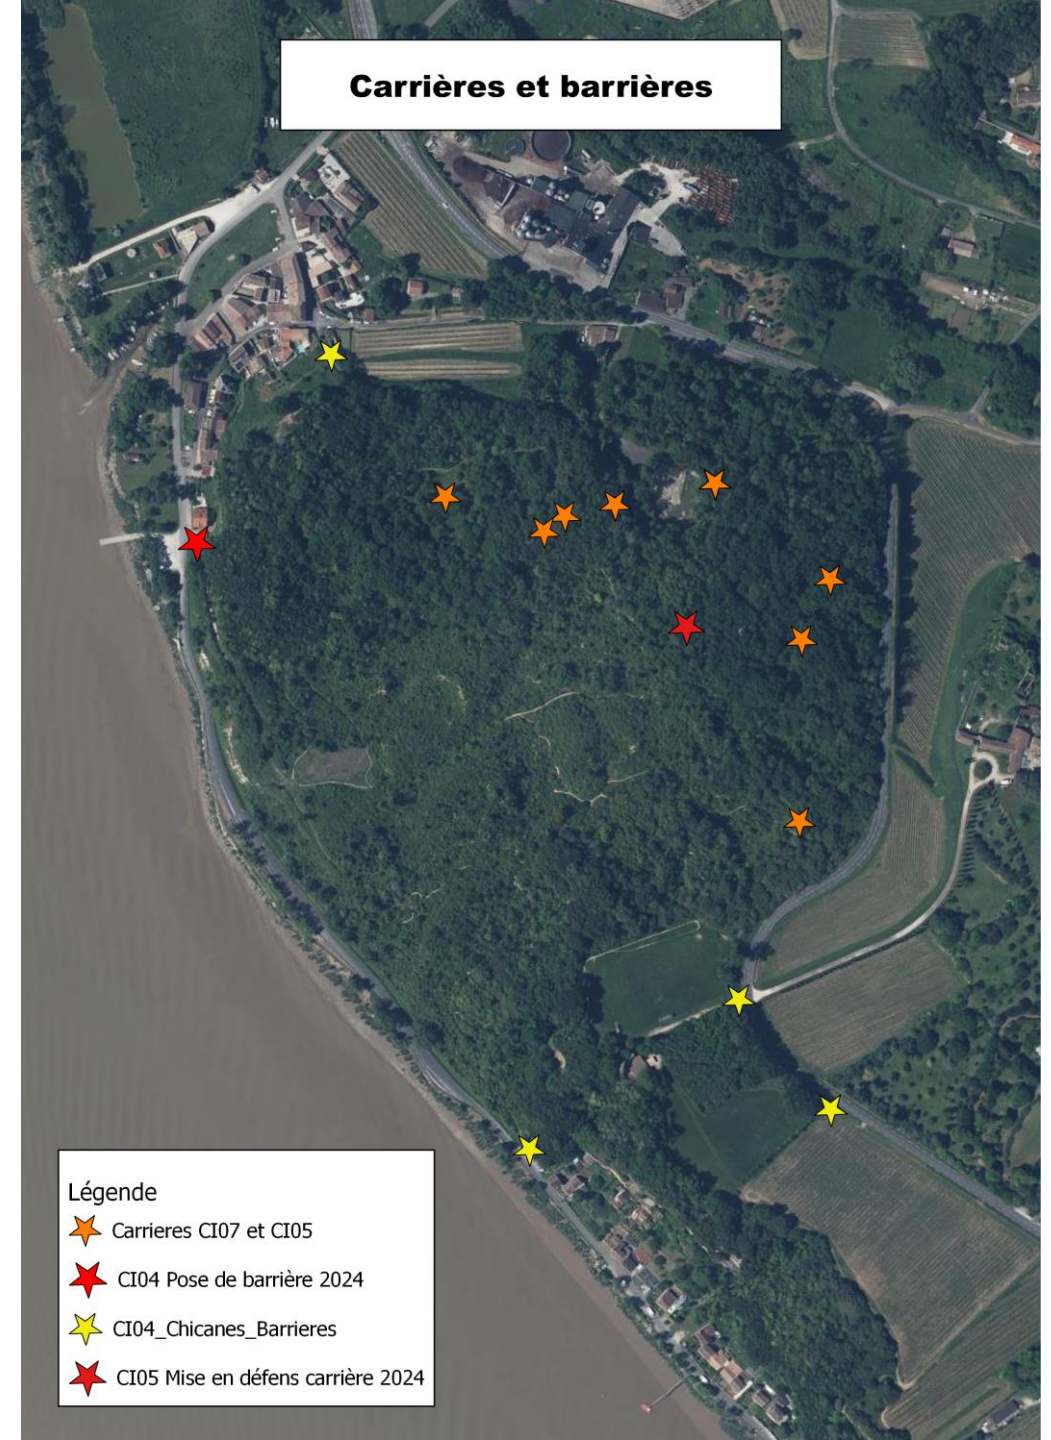 Carrières et barrières
Légende
Carrieres CI07 et CI05
CI04 Pose de barrière 2024
CI04_Chicanes_Barrieres
CI05 Mise en défens carrière 2024